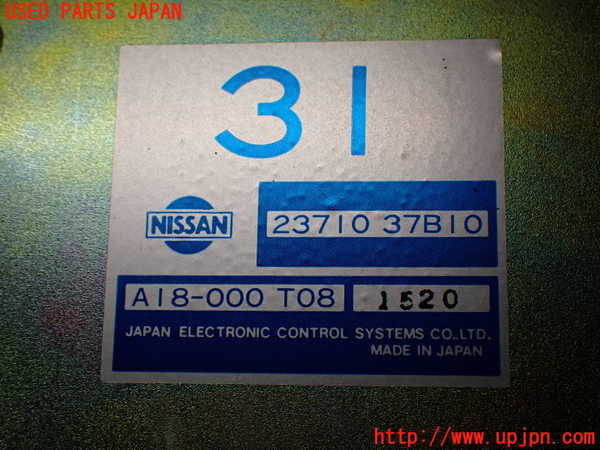 USED PARTS JAPAN
31
NISSAN
23710 37B10
A18-000 T08
1520
JAPAN ELECTRONIC CONTROL SYSTEMS CO.,LTD.
MADE IN JAPAN
http://www.upjpn.com/